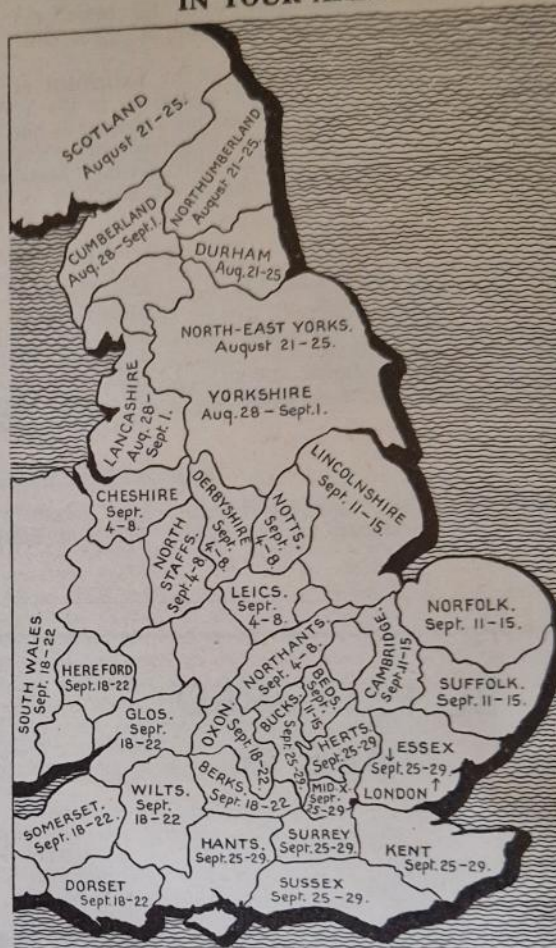 IN YOUR
SCOTLAND
August 21-25.
NORTHUMBERLAND
August 21-25.
CUMBERLAND
Aug. 28-Sept. 1.
DURHAM
Aug. 21-25
NORTH-EAST YORKS.
August 21-25.
YORKSHIRE
Aug. 28 - Sept. 1.
LANCASHIRE
Aug. 28-
Sept. 1.
LINCOLNSHIRE
Sept. 11-15.
CHESHIRE
Sept.
4-8.
DERBYSHIRE
Sept.
4-8
NOTTS.
Sept.
4-8.
NORTH
STAFFS.
Sept. 4-8
LEICS.
Sept.
4-8.
NORFOLK.
Sept. 11-15.
SUFFOLK.
Sept. 11-15.
CAMBRIDGE.
Sept. 11-15
NORTHANTS.
Sept. 4-8.
BEDS.
Sept.
11-15
SOUTH WALES
Sept. 18-22
HEREFORD
Sept. 18-22
GLOS.
Sept.
18-22
OXON.
Sept. 18-22.
BUCKS.
Sept. 25-29.
HERTS.
Sept. 25-29
ESSEX
Sept. 25-29.
LONDON
MID'X.
Sept.
25-29
BERKS.
Sept. 18-22
WILTS.
Sept.
18-22
SOMERSET.
Sept. 18-22.
HANTS.
Sept. 25-29.
SURREY
Sept. 25-29.
KENT
Sept. 25-29.
DORSET
Sept. 18-22
SUSSEX
Sept. 25-29.